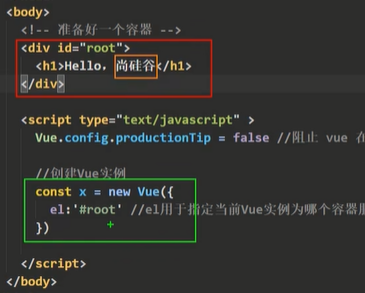 <body>
<!-- 准备好一个容器 -->
<div id="root">
<h1>Hello，尚硅谷</h1>
</div>
<script type="text/javascript" >
Vue.config.productionTip = false //阻止 vue 在
//创建Vue实例
const x = new Vue({
el:'#root' //el用于指定当前Vue实例为哪个容器服
})
</script>
</body>